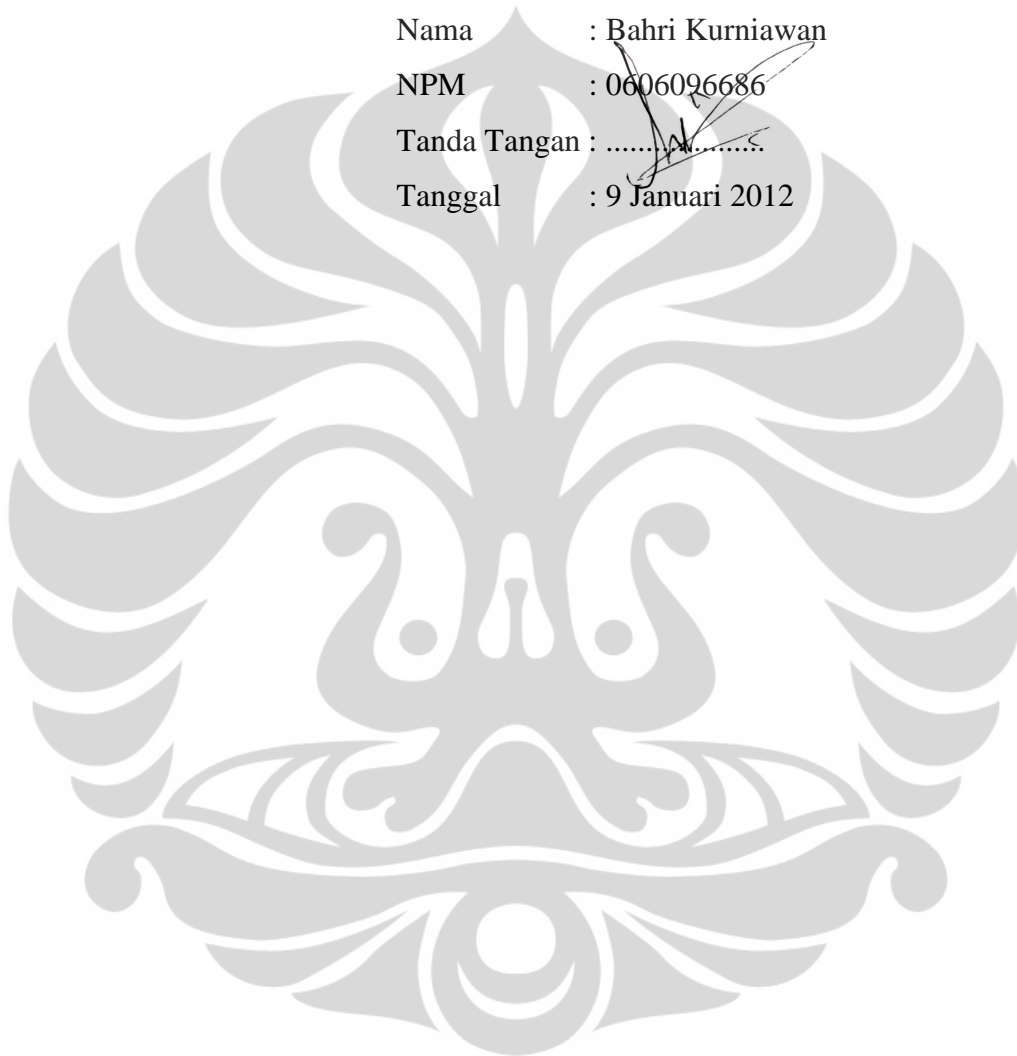 Nama : Bahri Kurniawan
NPM : 0606096686
Tanda Tangan : ....................
Tanggal : 9 Januari 2012